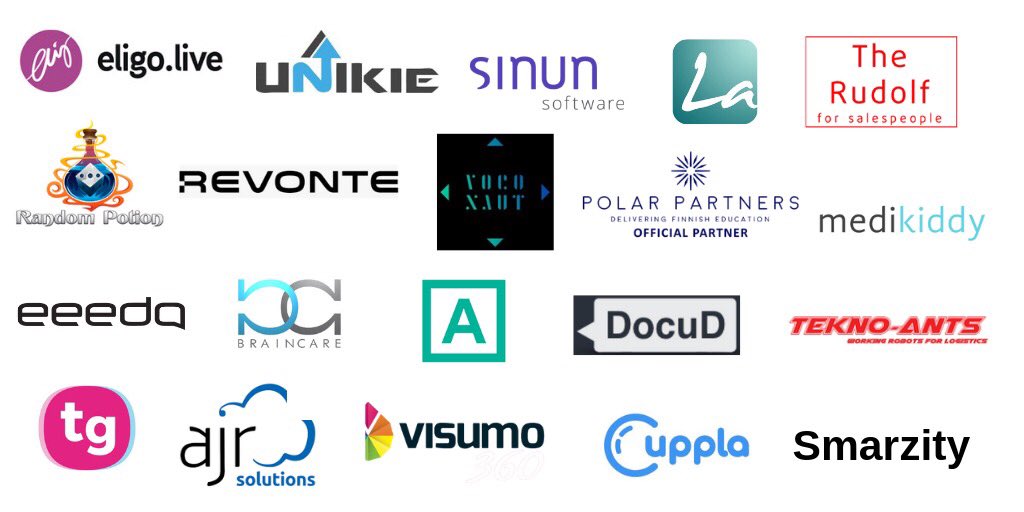 eligo.live
UNIKIE
sinun
software
La
The
Rudolf
for salespeople
Random Potion
REVONTE
VOCO
NAUT
POLAR PARTNERS
DELIVERING FINNISH EDUCATION
OFFICIAL PARTNER
medikiddy
eeedo
BRAINCARE
A
DocuD
TEKNO-ANTS
WORKING ROBOTS FOR LOGISTICS
tg
ajr
solutions
VISUMO
360
Cuppla
Smarzity